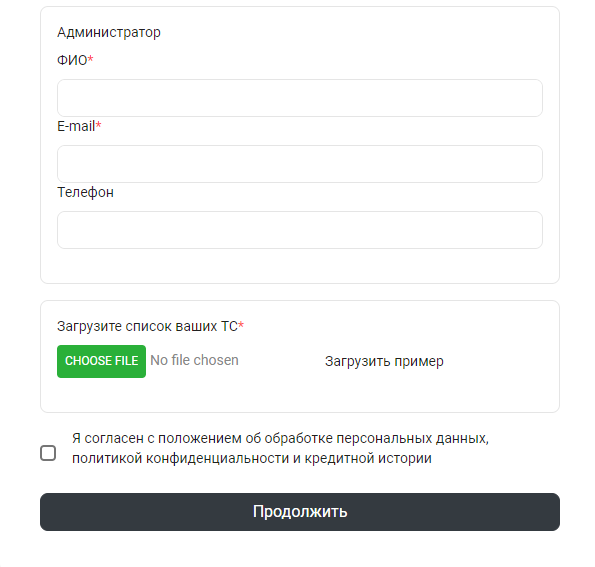 Администратор
ФИО*
E-mail*
Телефон
Загрузите список ваших ТС*
CHOOSE FILE No file chosen Загрузить пример
Я согласен с положением об обработке персональных данных,
политикой конфиденциальности и кредитной истории
Продолжить